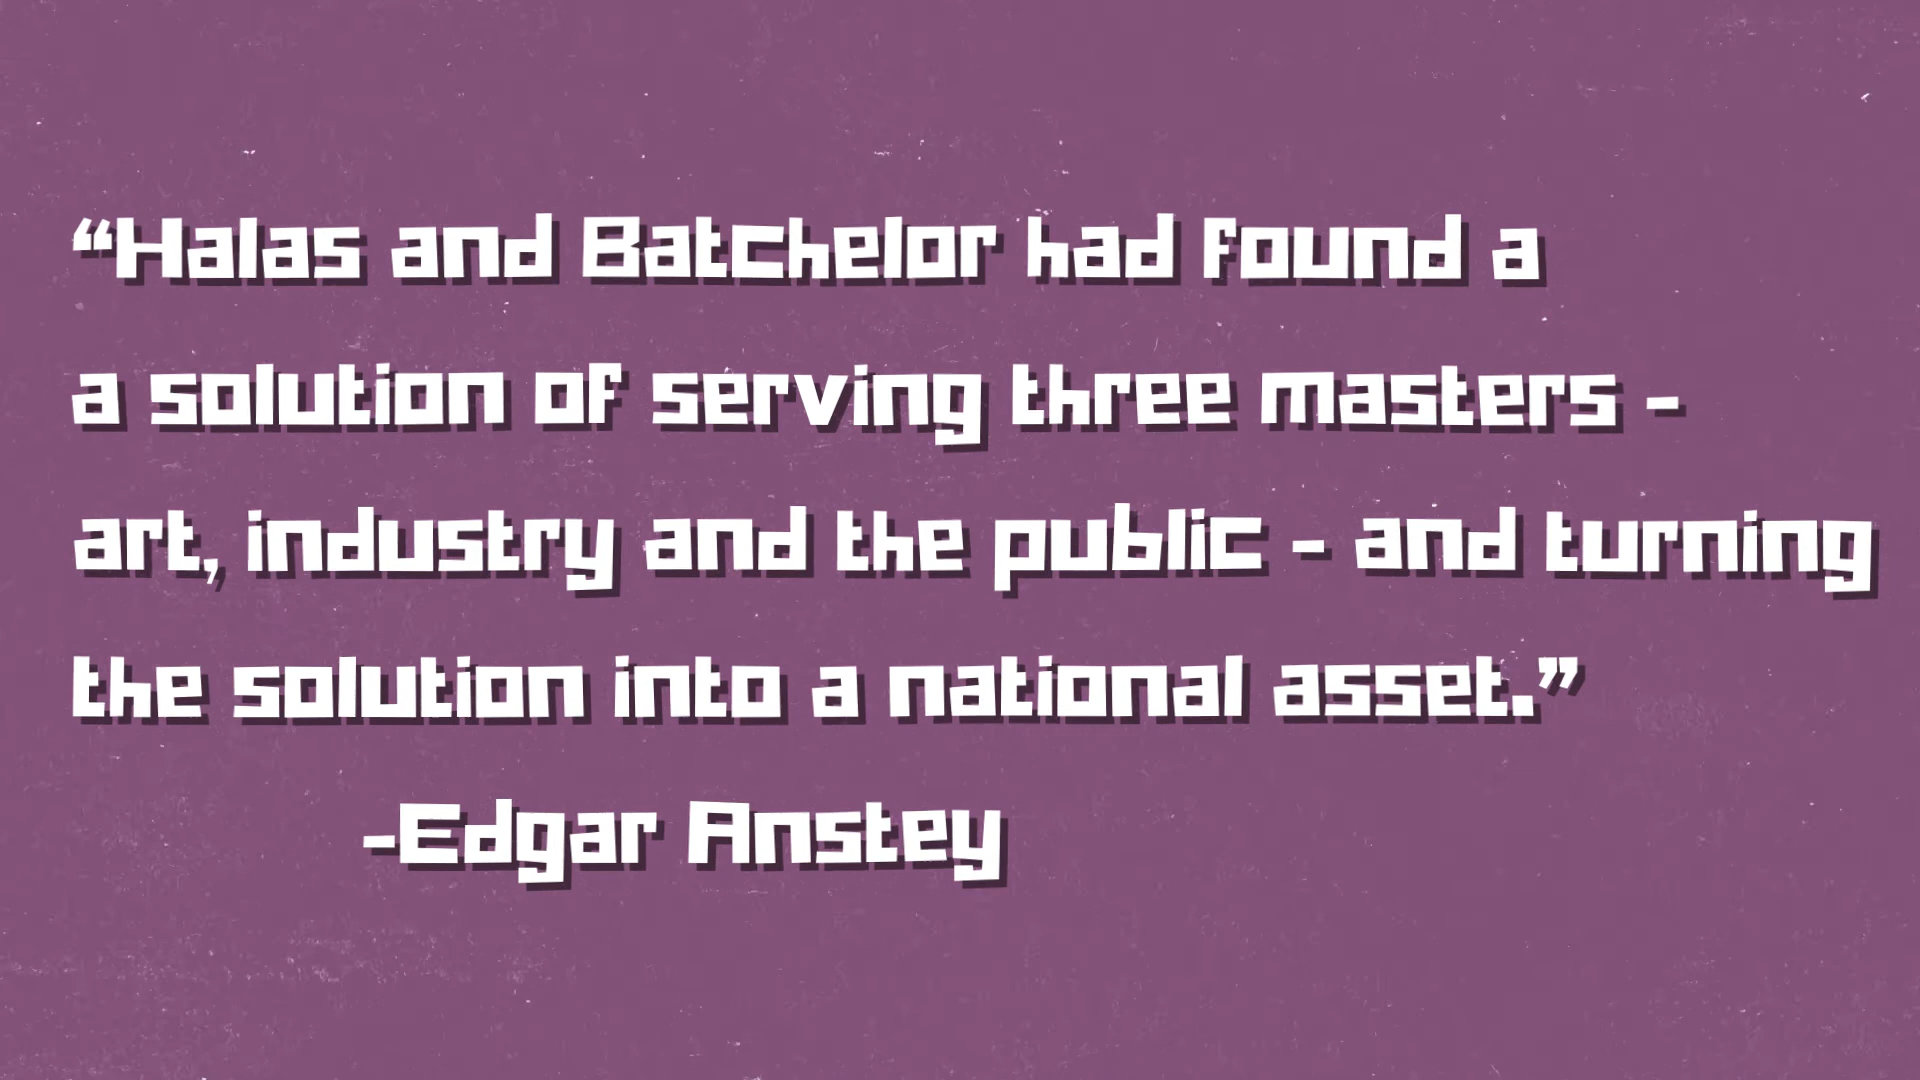 “Halas and Batchelor had found a
a solution of serving three masters -
art, industry and the public - and turning
the solution into a national asset.”
-Edgar Anstey